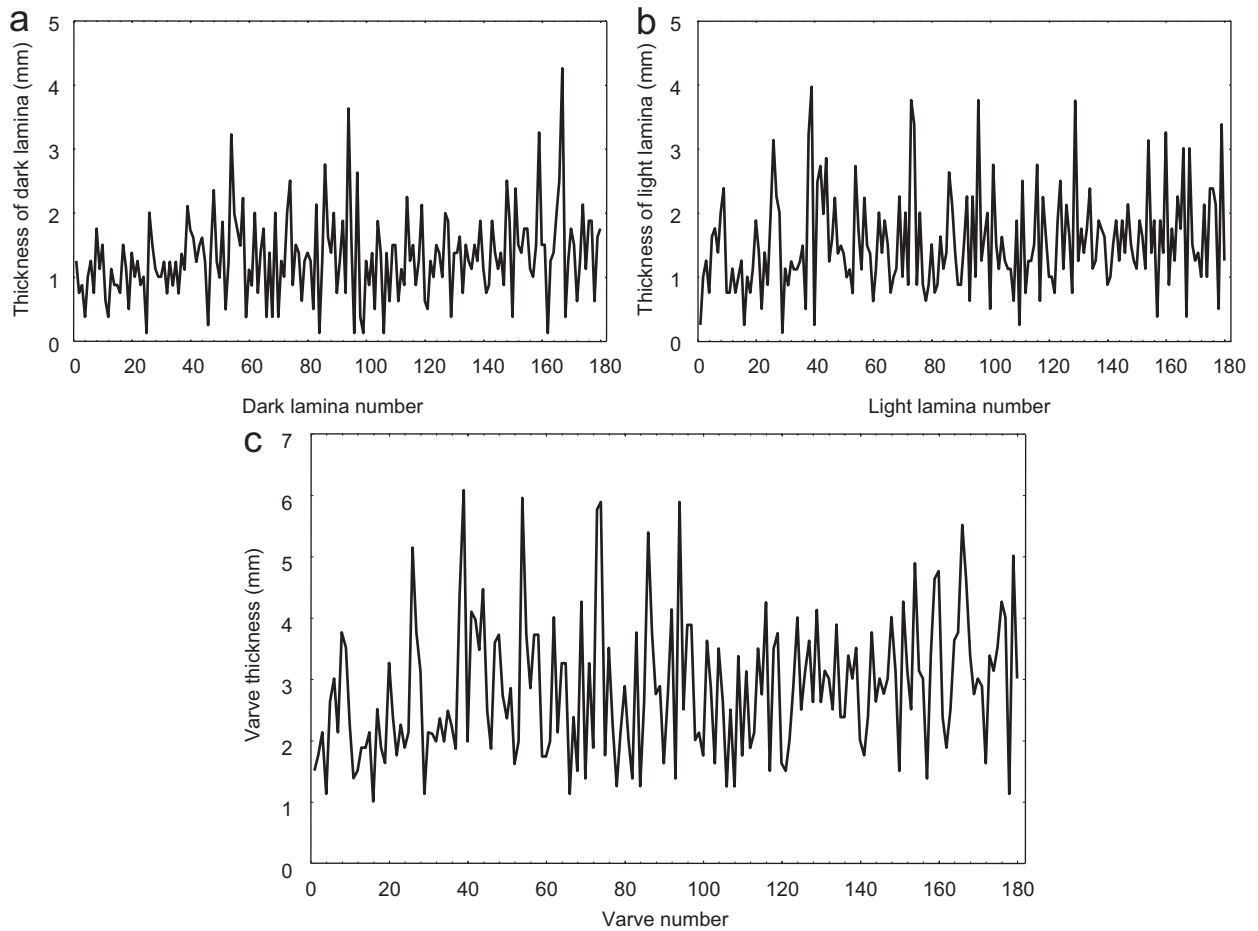 a
5
4
3
2
1
0
Thickness of dark lamina (mm)
0 20 40 60 80 100 120 140 160 180
Dark lamina number
b
5
4
3
2
1
0
Thickness of light lamina (mm)
0 20 40 60 80 100 120 140 160 180
Light lamina number
c
7
6
5
4
3
2
1
0
Varve thickness (mm)
0 20 40 60 80 100 120 140 160 180
Varve number